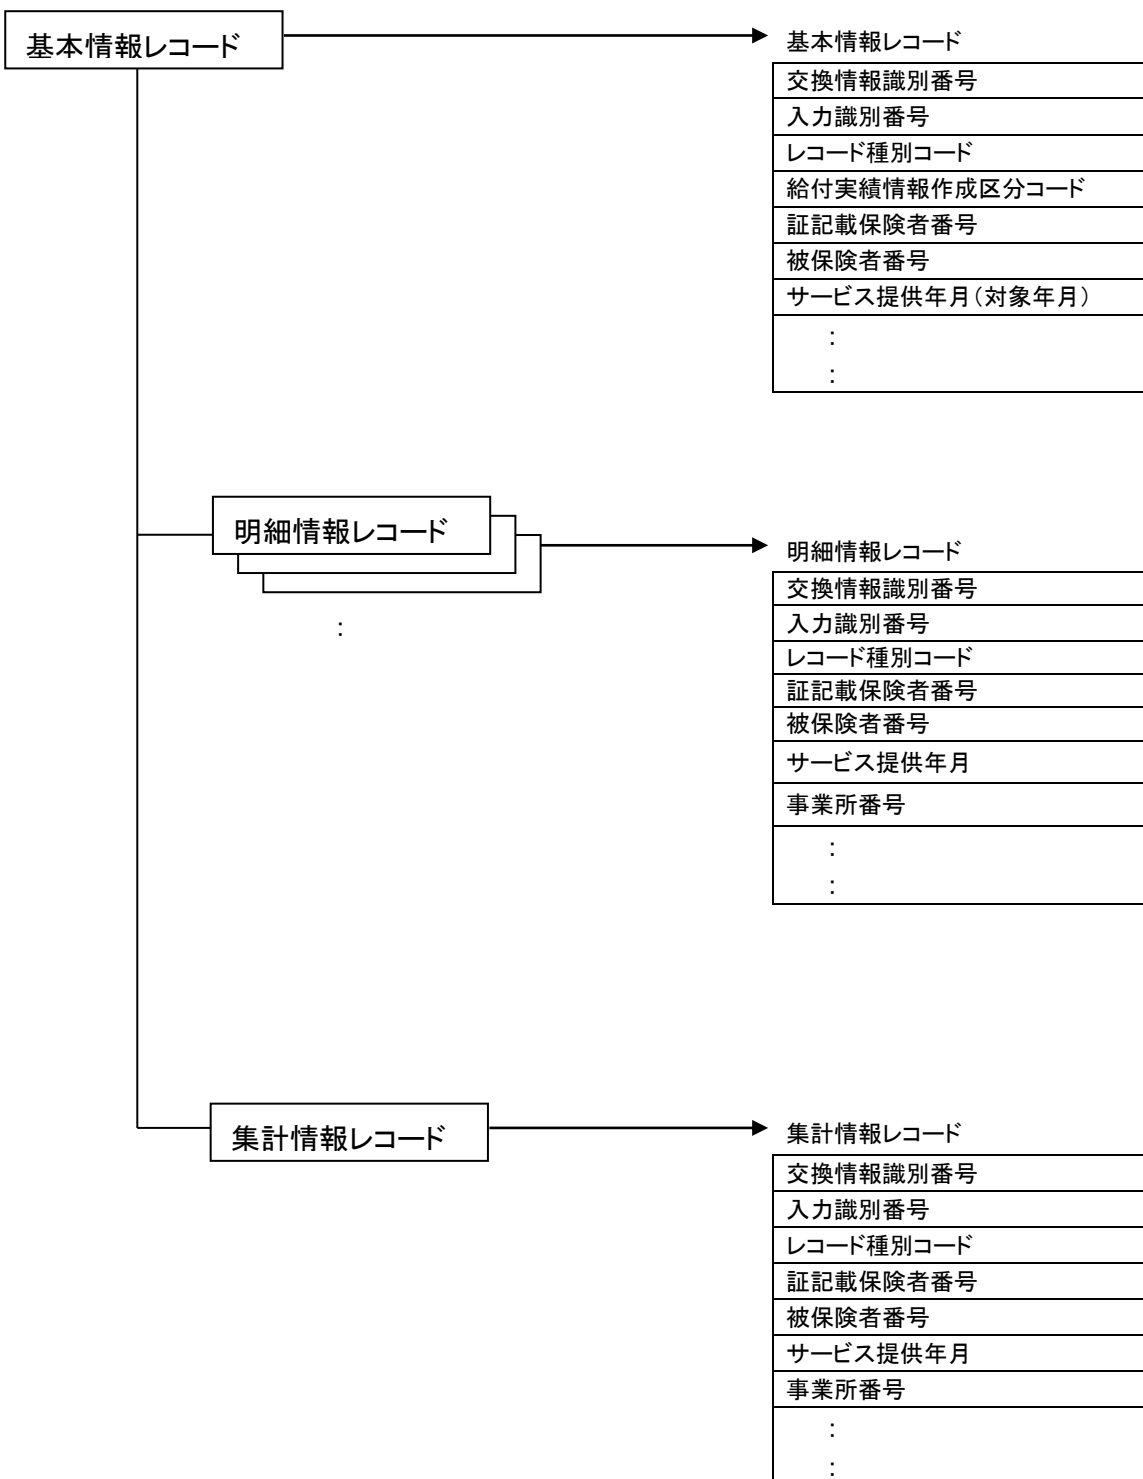 基本情報レコード
基本情報レコード
交換情報識別番号
入力識別番号
レコード種別コード
給付実績情報作成区分コード
証記載保険者番号
被保険者番号
サービス提供年月(対象年月)
:
:
明細情報レコード
:
明細情報レコード
交換情報識別番号
入力識別番号
レコード種別コード
証記載保険者番号
被保険者番号
サービス提供年月
事業所番号
:
:
集計情報レコード
集計情報レコード
交換情報識別番号
入力識別番号
レコード種別コード
証記載保険者番号
被保険者番号
サービス提供年月
事業所番号
:
: